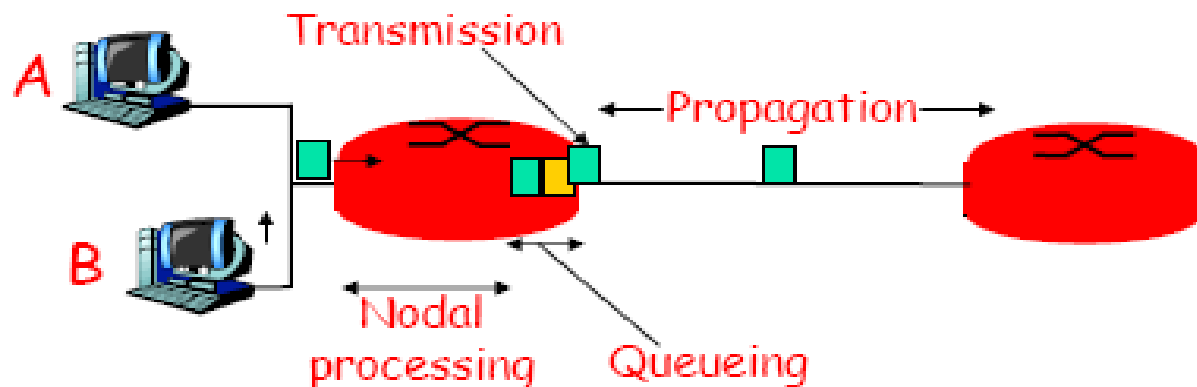 Transmission
A
Propagation
B
Nodal
processing
Queueing